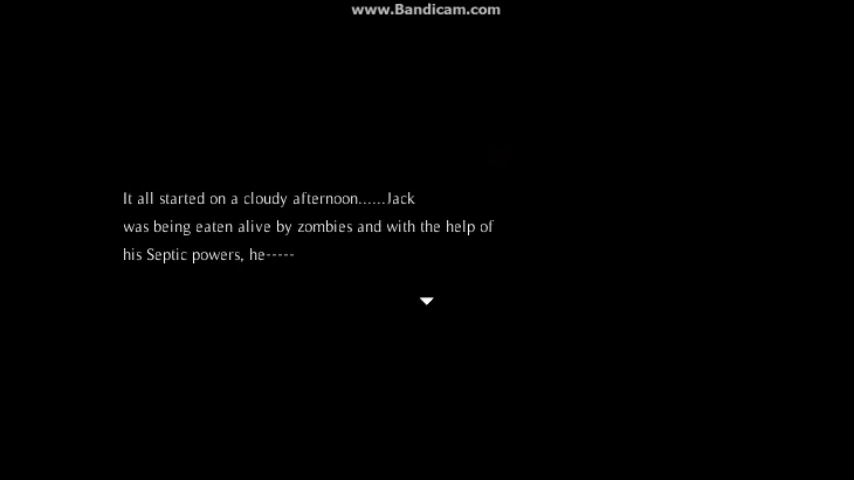 www.Bandicam.com
It all started on a cloudy afternoon......Jack
was being eaten alive by zombies and with the help of
his Septic powers, he-----